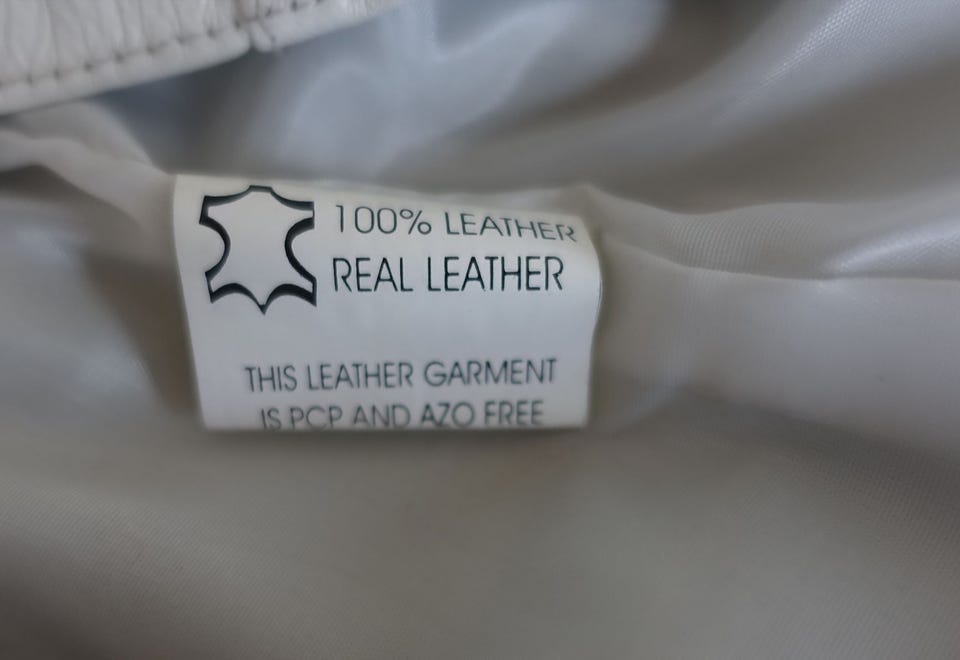 100% LEATHER
REAL LEATHER
THIS LEATHER GARMENT
IS PCP AND AZO FREE